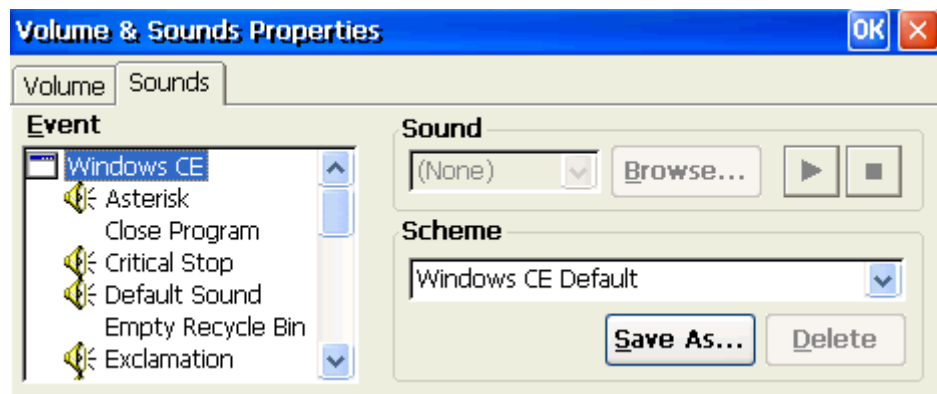 Volume & Sounds Properties OK
Volume Sounds
Event
Windows CE
Asterisk
Close Program
Critical Stop
Default Sound
Empty Recycle Bin
Exclamation
Sound
(None) Browse...
Scheme
Windows CE Default
Save As... Delete